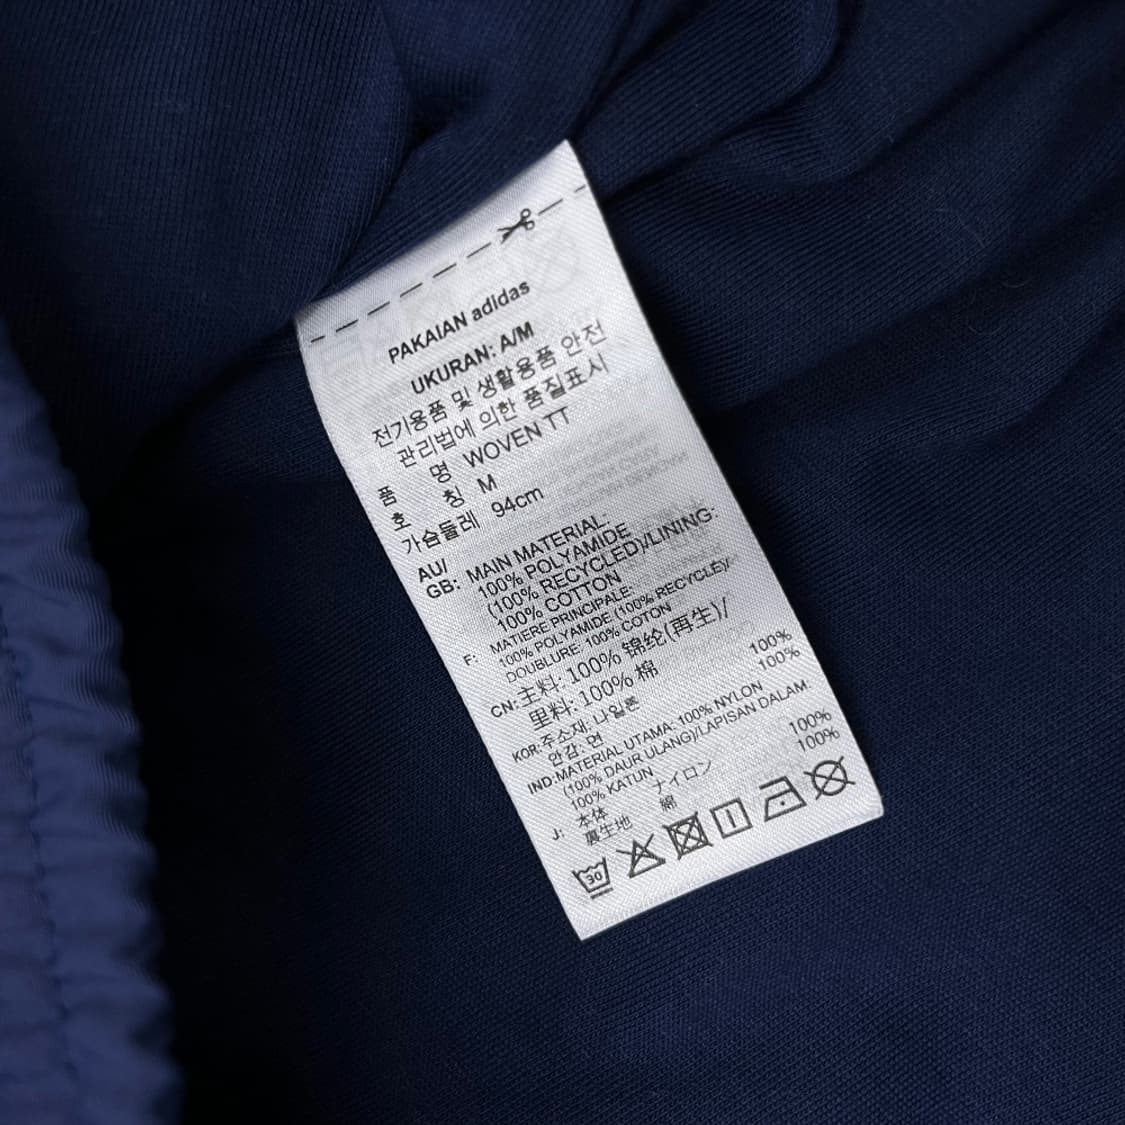 PAKAIAN adidas
UKURAN: A/M
전기용품 및 생활용품 안전
관리법에 의한 품질표시
품 명 WOVEN TT
호 칭 M
가슴둘레 94cm
AU/
GB: MAIN MATERIAL:
100% POLYAMIDE
(100% RECYCLED)/LINING:
100% COTTON
F: MATIERE PRINCIPALE:
100% POLYAMIDE (100% RECYCLE)/
DOUBLURE: 100% COTON
CN: 主料: 100% 锦纶(再生)/
里料: 100% 棉
KOR: 주소재: 나일론 100%
안감: 면 100%
IND: MATERIAL UTAMA: 100% NYLON
(100% DAUR ULANG)/LAPISAN DALAM:
100% KATUN
J: 本体 ナイロン 100%
裏生地 綿 100%
30